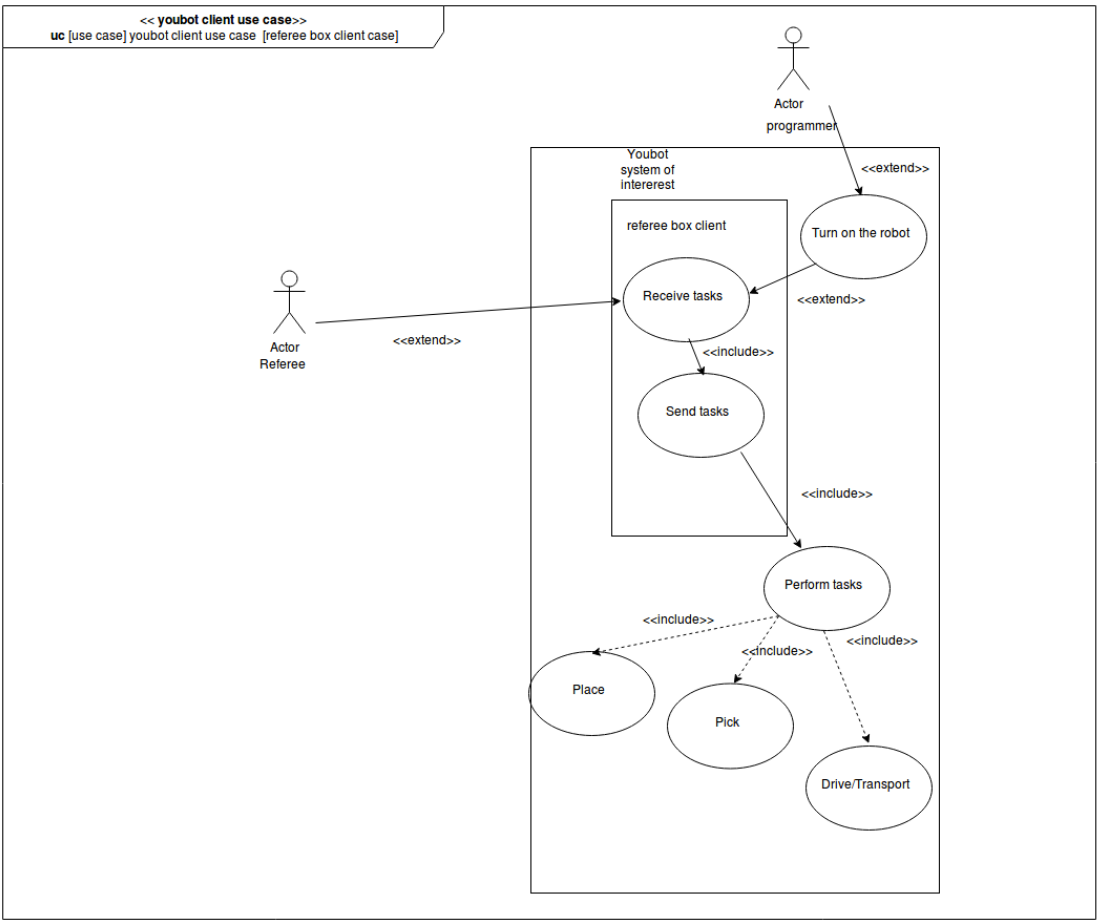 << youbot client use case>>
uc [use case] youbot client use case [referee box client case]
Actor
programmer
<<extend>>
Youbot
system of
intererest
referee box client
Turn on the robot
Receive tasks
<<extend>>
<<extend>>
Actor
Referee
<<include>>
Send tasks
<<include>>
Perform tasks
<<include>>
<<include>>
<<include>>
Place
Pick
Drive/Transport